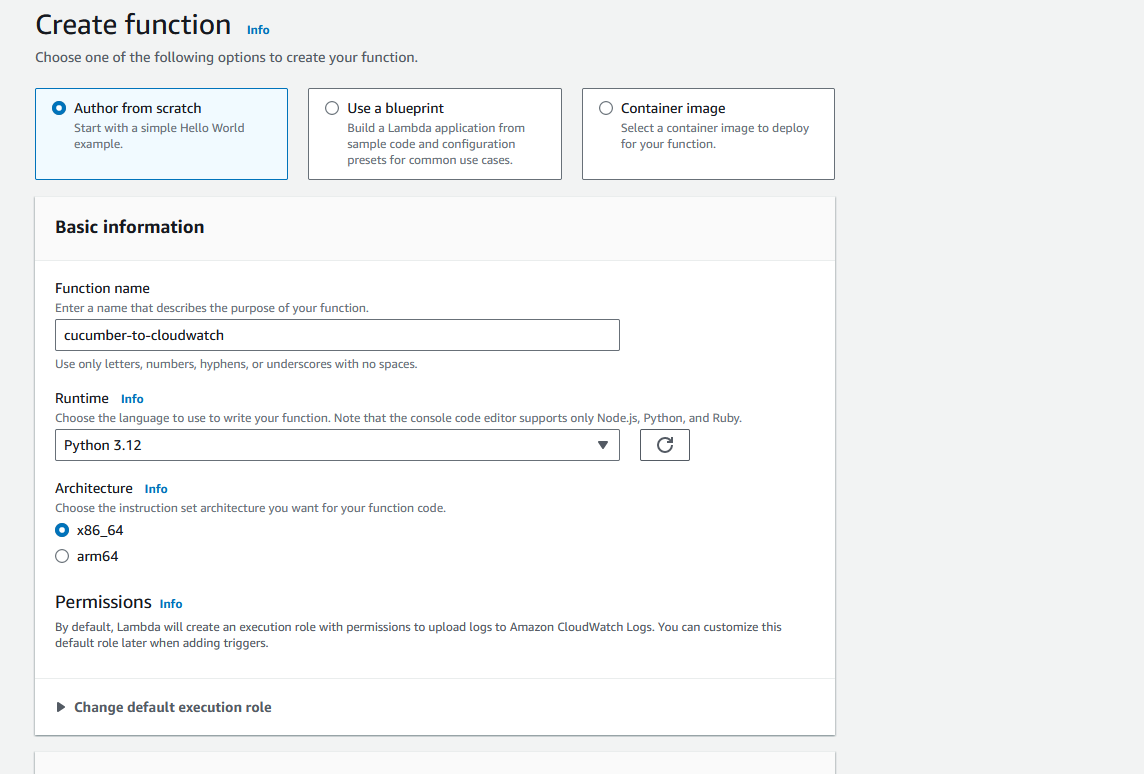 Create function Info
Choose one of the following options to create your function.
Author from scratch
Start with a simple Hello World
example.
Use a blueprint
Build a Lambda application from
sample code and configuration
presets for common use cases.
Container image
Select a container image to deploy
for your function.
Basic information
Function name
Enter a name that describes the purpose of your function.
cucumber-to-cloudwatch
Use only letters, numbers, hyphens, or underscores with no spaces.
Runtime Info
Choose the language to use to write your function. Note that the console code editor supports only Node.js, Python, and Ruby.
Python 3.12
Architecture Info
Choose the instruction set architecture you want for your function code.
x86_64
arm64
Permissions Info
By default, Lambda will create an execution role with permissions to upload logs to Amazon CloudWatch Logs. You can customize this
default role later when adding triggers.
Change default execution role